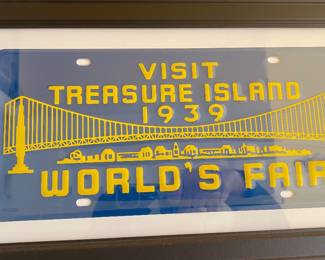 VISIT
TREASURE ISLAND
1939
WORLD'S FAIR